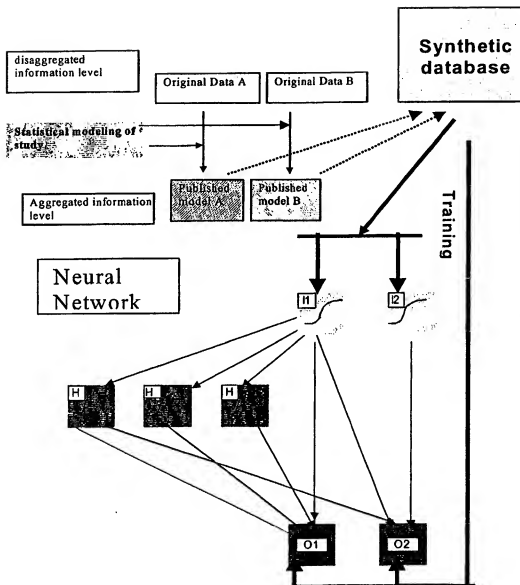 disaggregated
information level
Original Data A
Original Data B
Synthetic
database
Statistical modeling of
study
Aggregated information
level
Published
model A
Published
model B
Training
Neural
Network
I1
I2
H
H
H
O1
O2